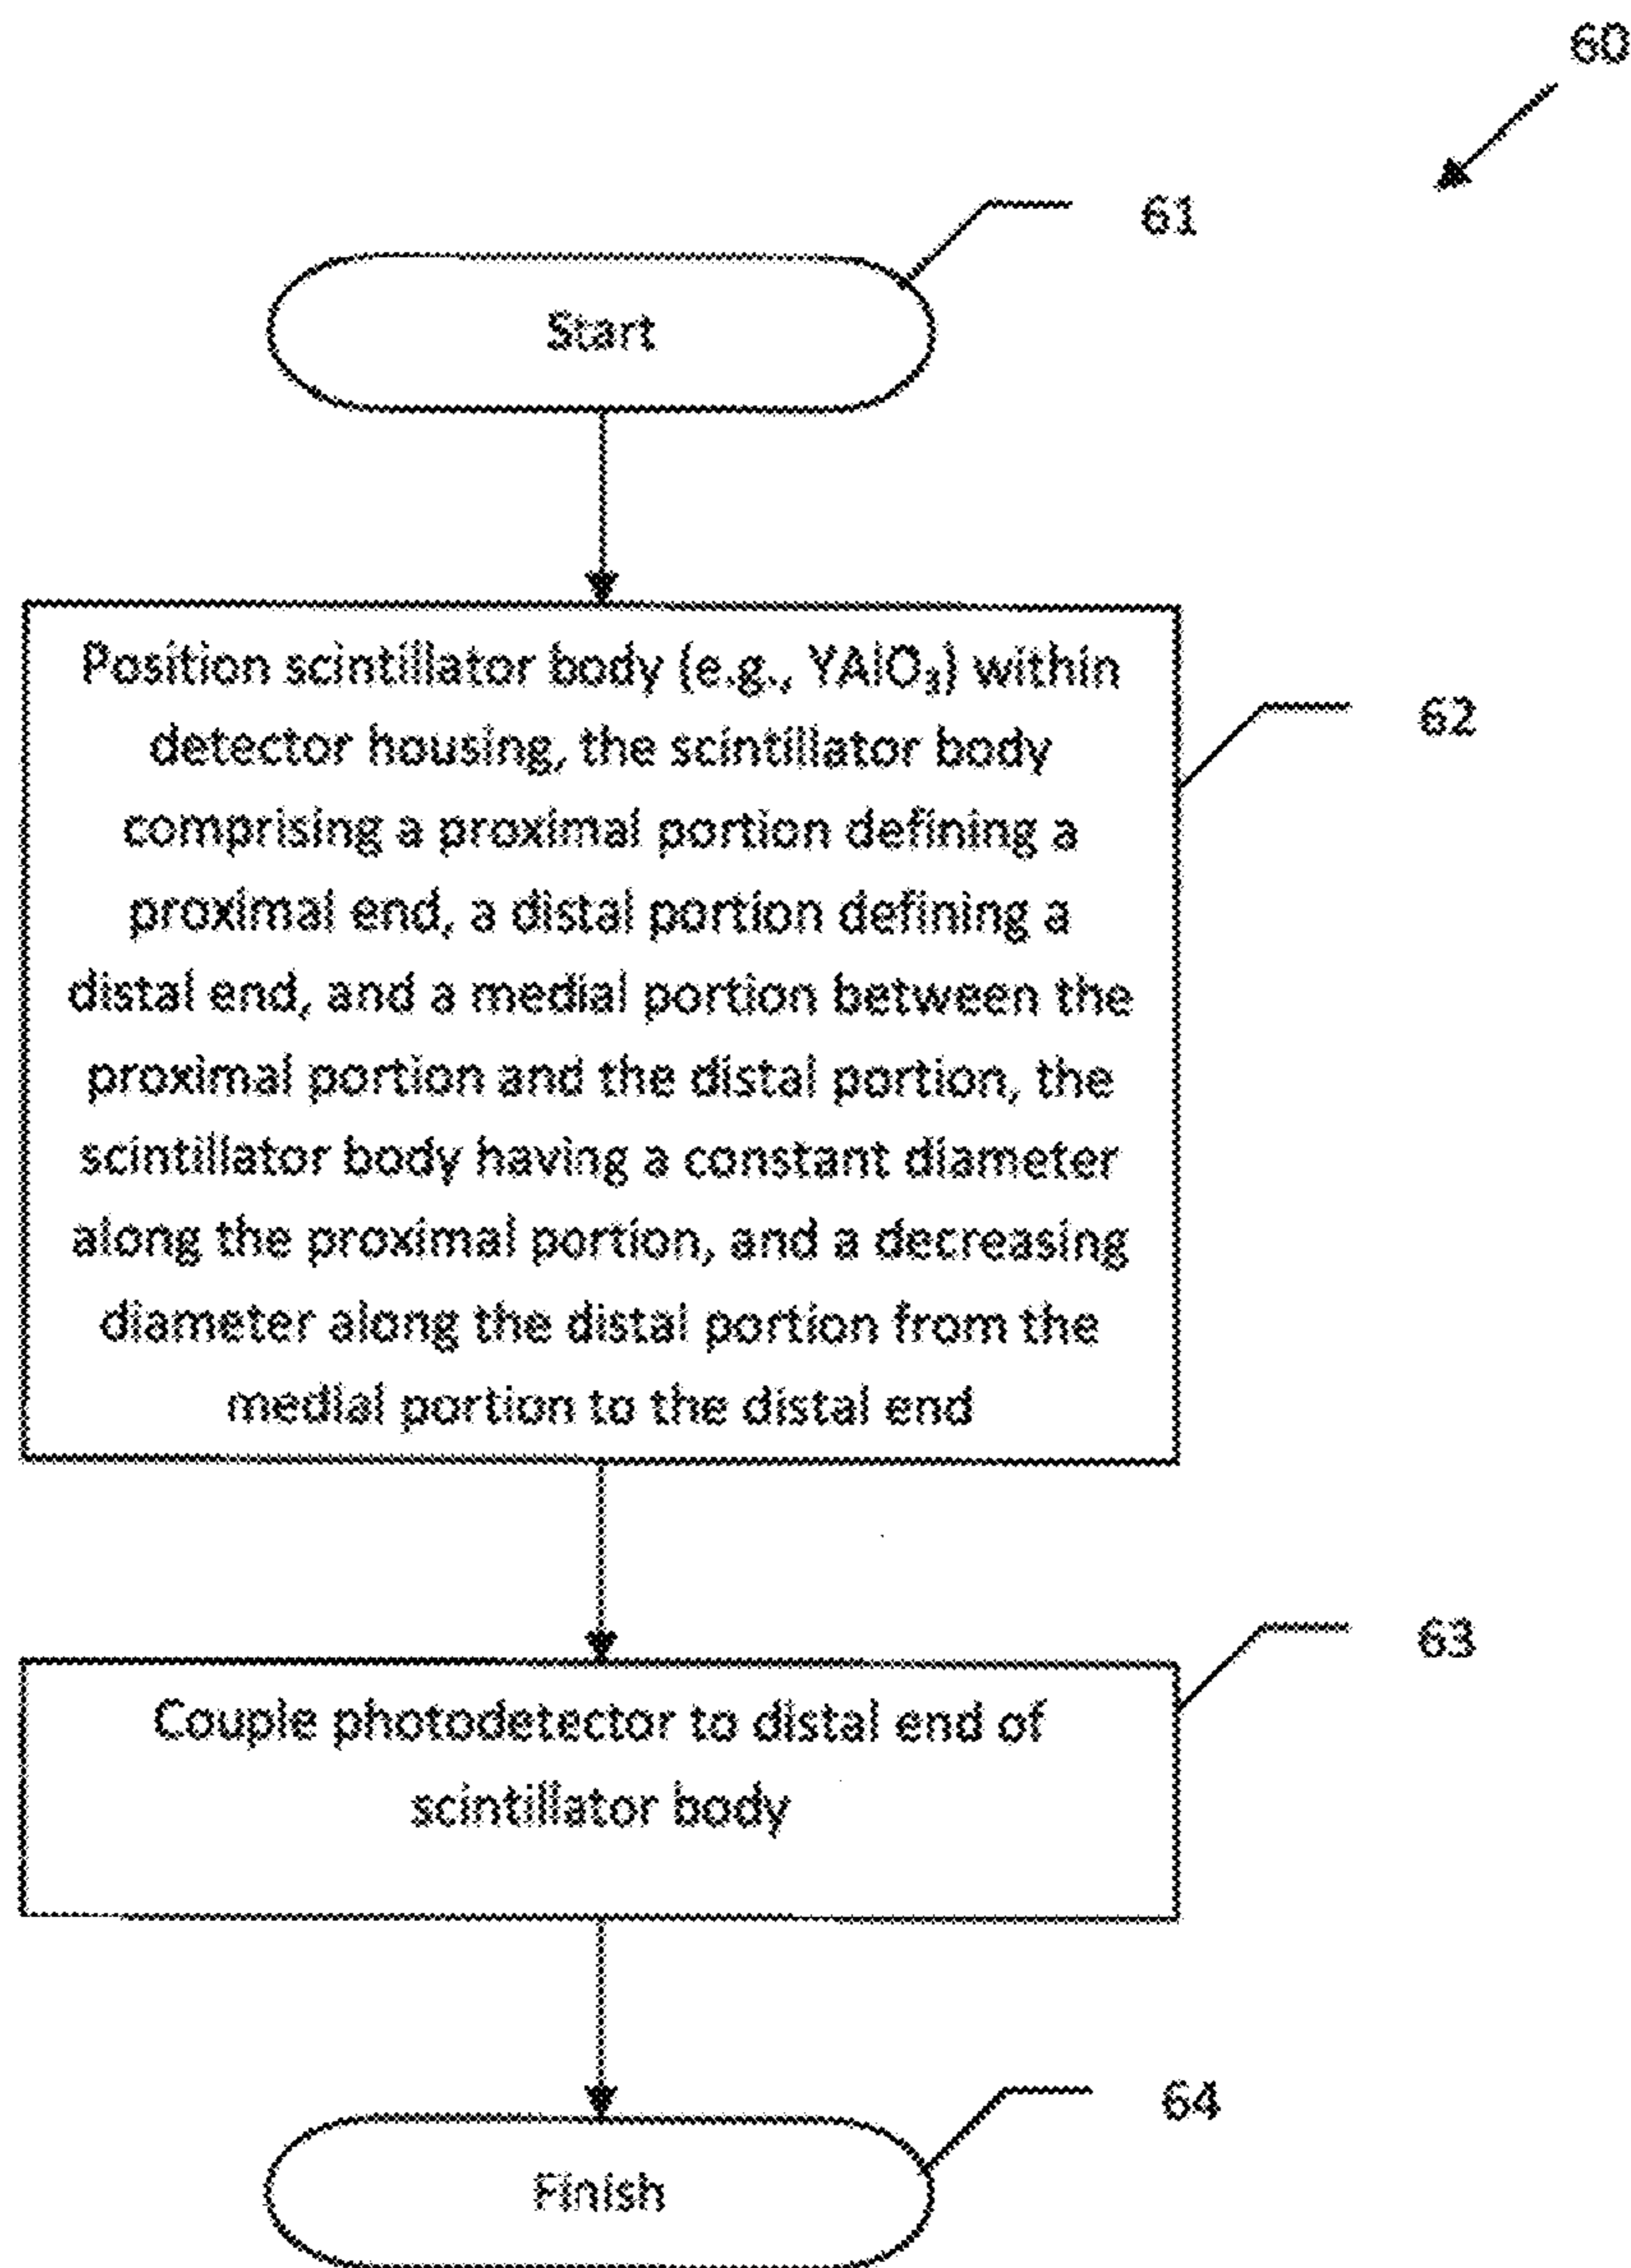 60
61
Start
Position scintillator body (e.g., YAlO₃) within
62
detector housing, the scintillator body
comprising a proximal portion defining a
proximal end, a distal portion defining a
distal end, and a medial portion between the
proximal portion and the distal portion, the
scintillator body having a constant diameter
along the proximal portion, and a decreasing
diameter along the distal portion from the
medial portion to the distal end
63
Couple photodetector to distal end of
scintillator body
64
Finish